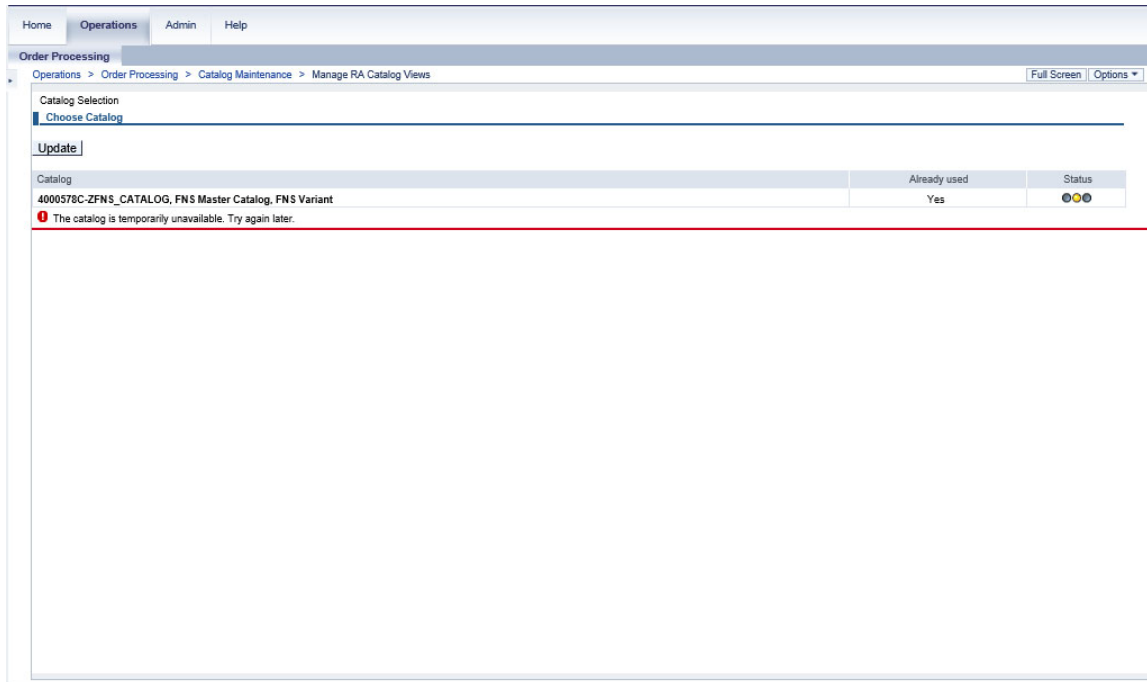 Home Operations Admin Help
Order Processing
Operations > Order Processing > Catalog Maintenance > Manage RA Catalog Views Full Screen Options
Catalog Selection
Choose Catalog
Update
Catalog Already used Status
4000578C-ZFNS_CATALOG, FNS Master Catalog, FNS Variant Yes
The catalog is temporarily unavailable. Try again later.